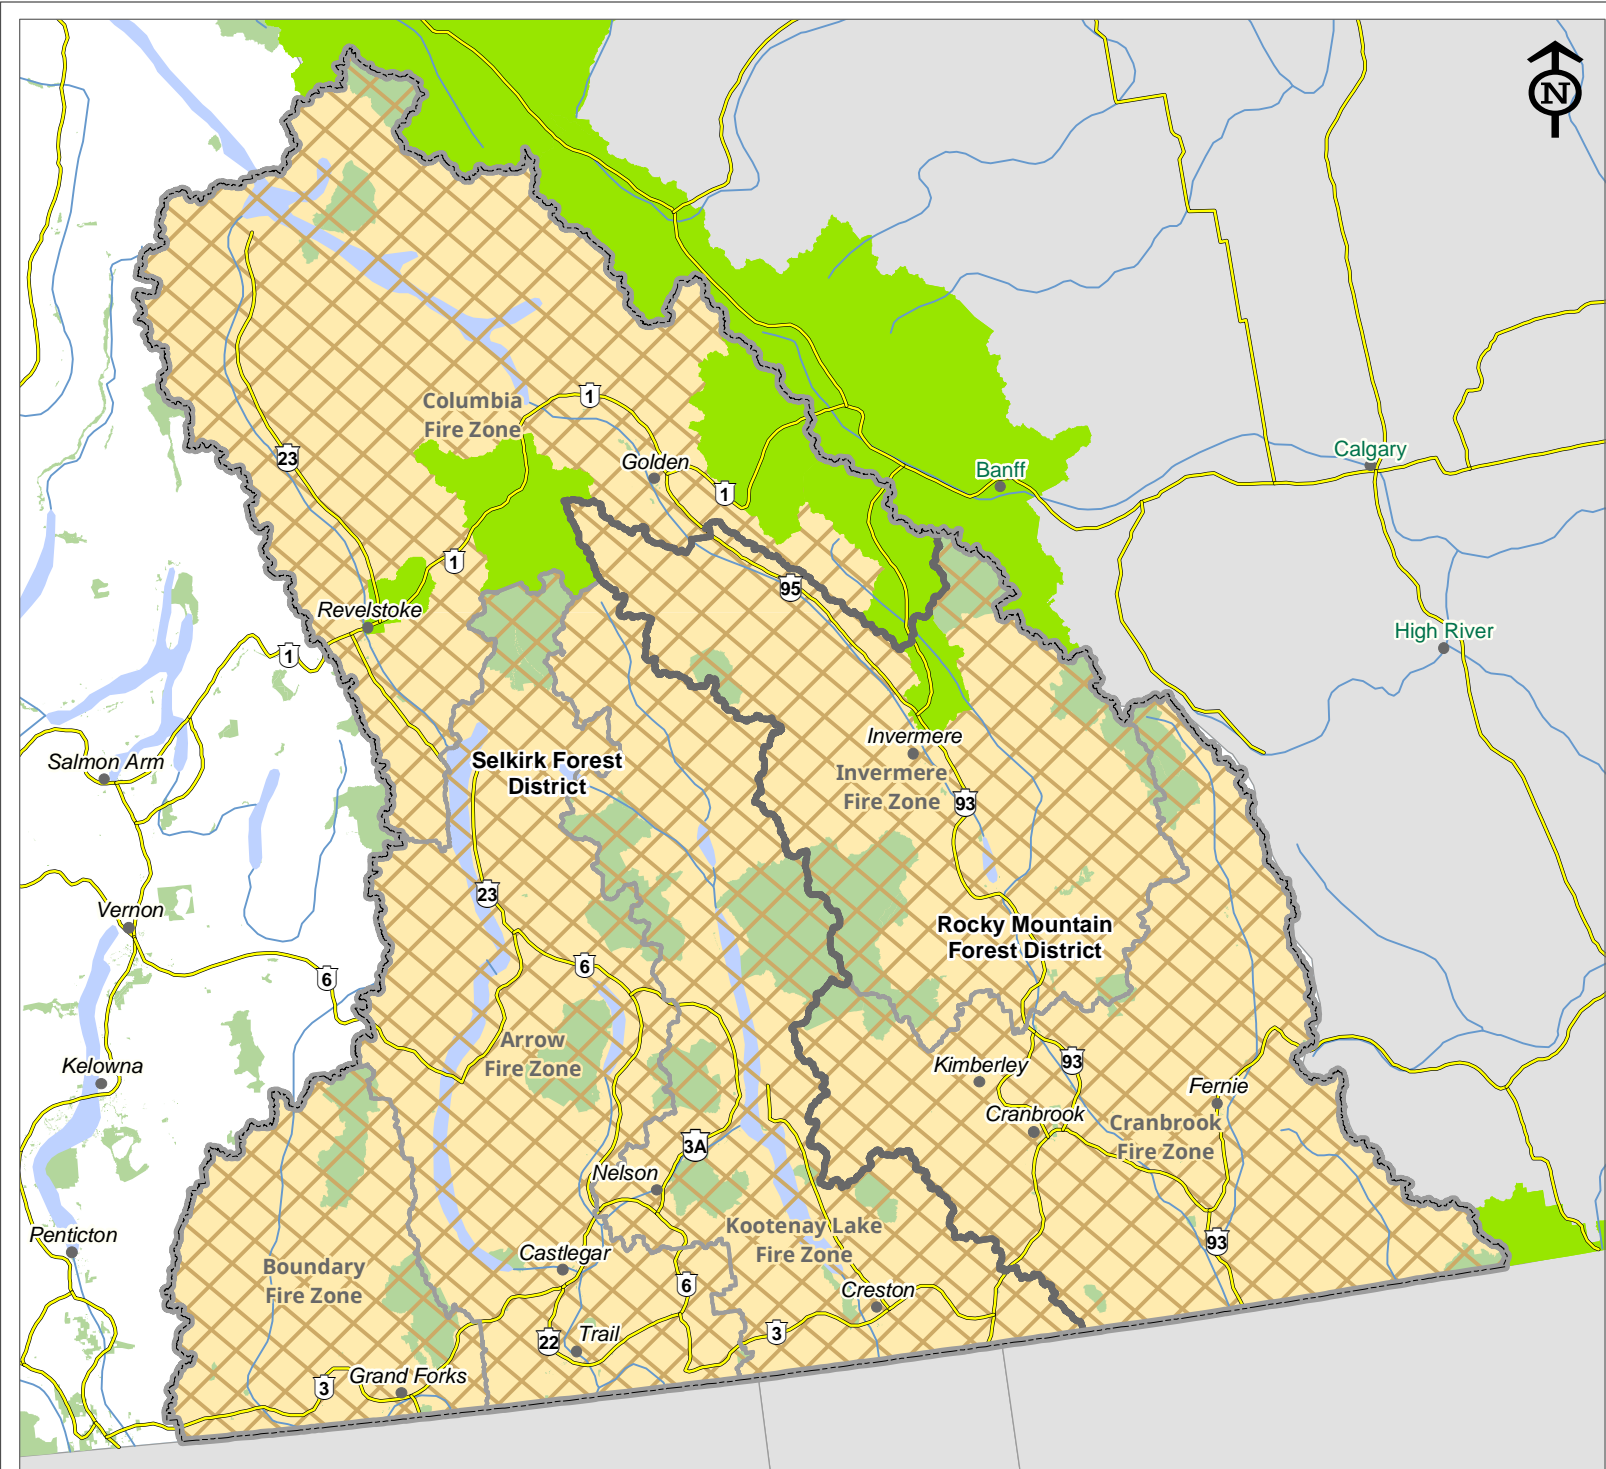 N
Columbia
Fire Zone
1
23
Golden
1
Banff
Calgary
1
95
Revelstoke
1
High River
Salmon Arm
Selkirk Forest
District
Invermere
Invermere
Fire Zone
93
23
Vernon
Rocky Mountain
Forest District
6
6
Arrow
Fire Zone
Kelowna
Kimberley
93
Fernie
Cranbrook
Cranbrook
Fire Zone
3A
Nelson
Penticton
Kootenay Lake
Fire Zone
93
Castlegar
Boundary
Fire Zone
6
Creston
22
Trail
3
Grand Forks
3